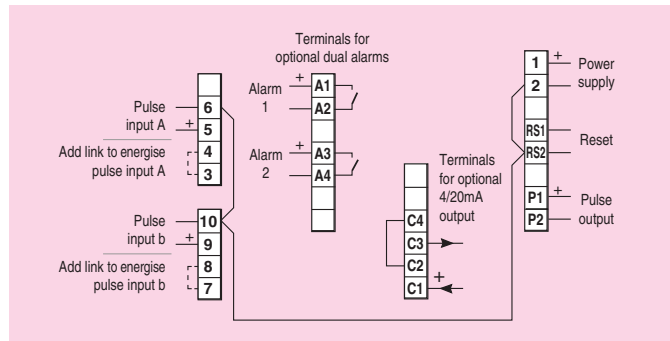 Terminals for
optional dual alarms
Alarm
1
+
A1
A2
Alarm
2
+
A3
A4
Pulse
input A
6
+
5
Add link to energise
pulse input A
4
3
Pulse
input b
10
+
9
Add link to energise
pulse input b
8
7
Terminals
for optional
4/20mA
output
C4
C3
C2
+
C1
1
+
2
Power
supply
RS1
RS2
Reset
P1
+
P2
Pulse
output